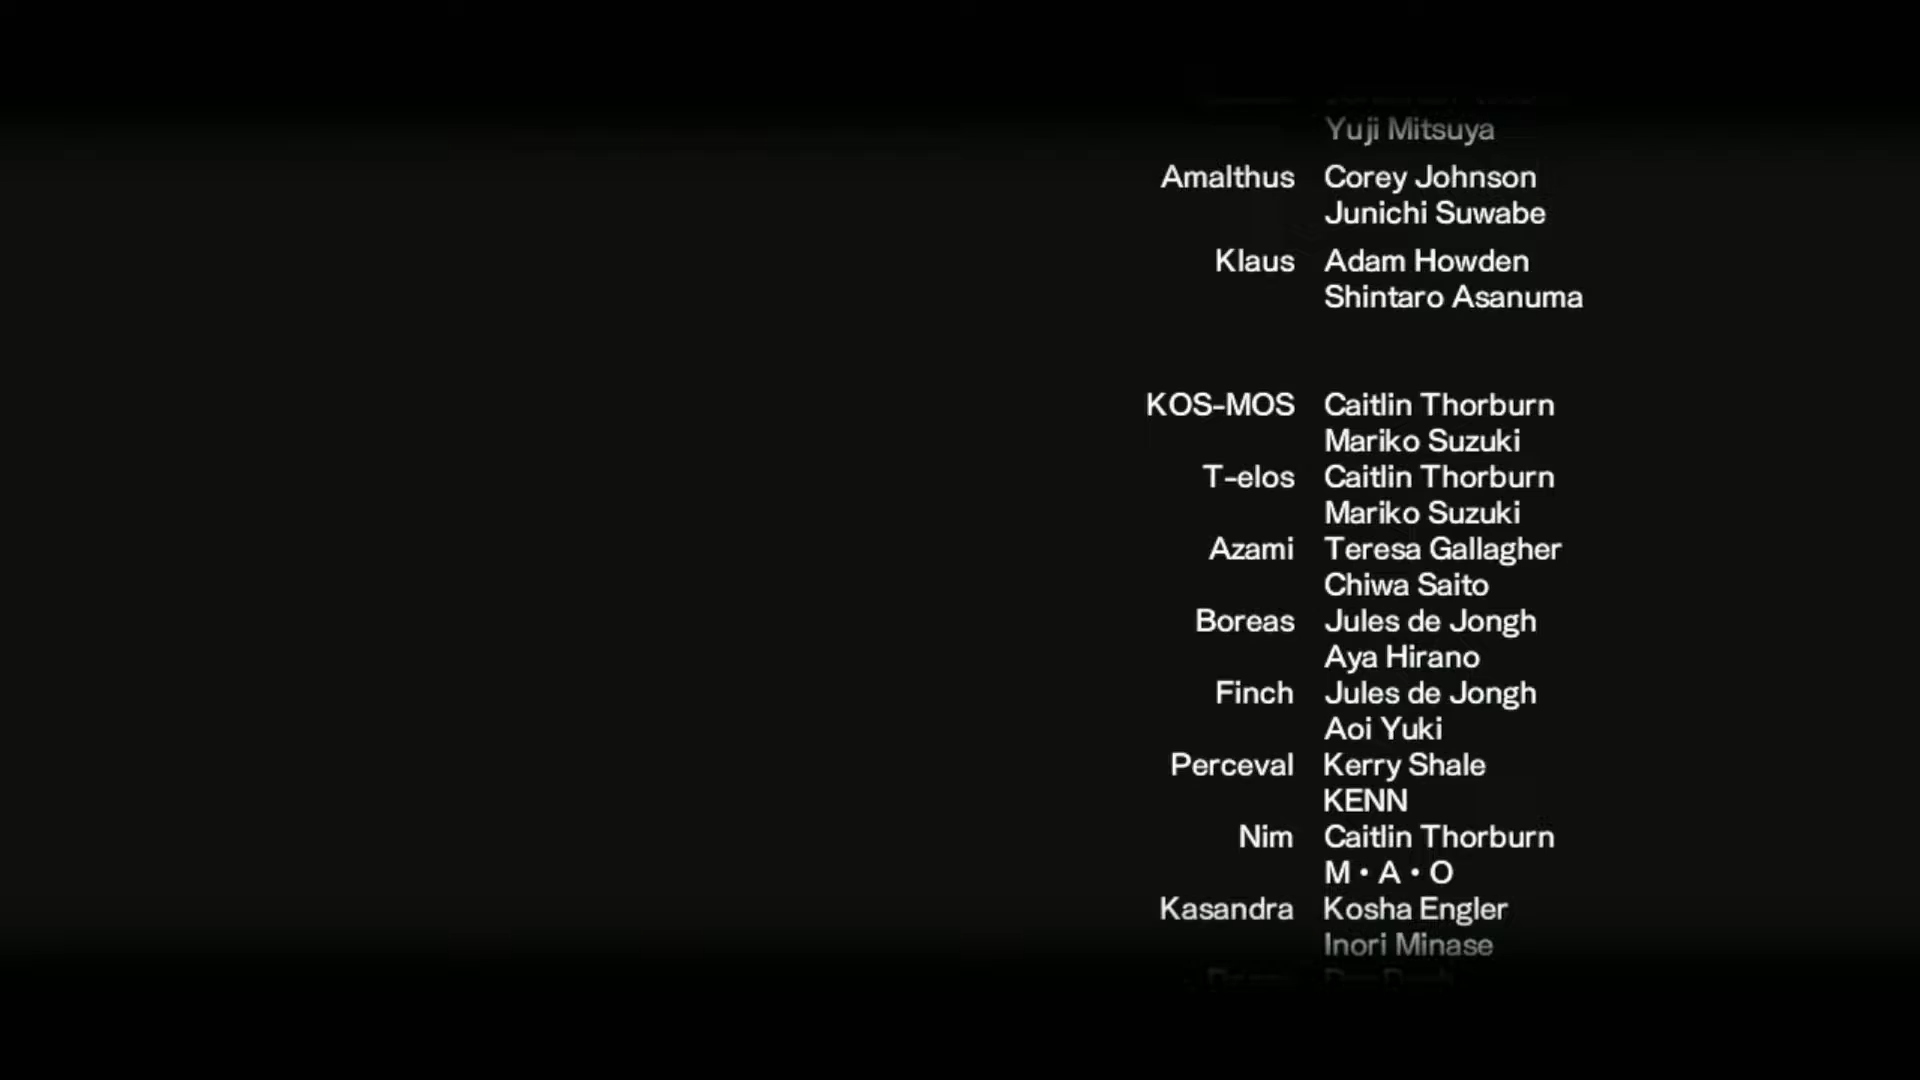 Yuji Mitsuya
Amalthus Corey Johnson
Junichi Suwabe
Klaus Adam Howden
Shintaro Asanuma
KOS-MOS Caitlin Thorburn
Mariko Suzuki
T-elos Caitlin Thorburn
Mariko Suzuki
Azami Teresa Gallagher
Chiwa Saito
Boreas Jules de Jongh
Aya Hirano
Finch Jules de Jongh
Aoi Yuki
Perceval Kerry Shale
KENN
Nim Caitlin Thorburn
M・A・O
Kasandra Kosha Engler
Inori Minase